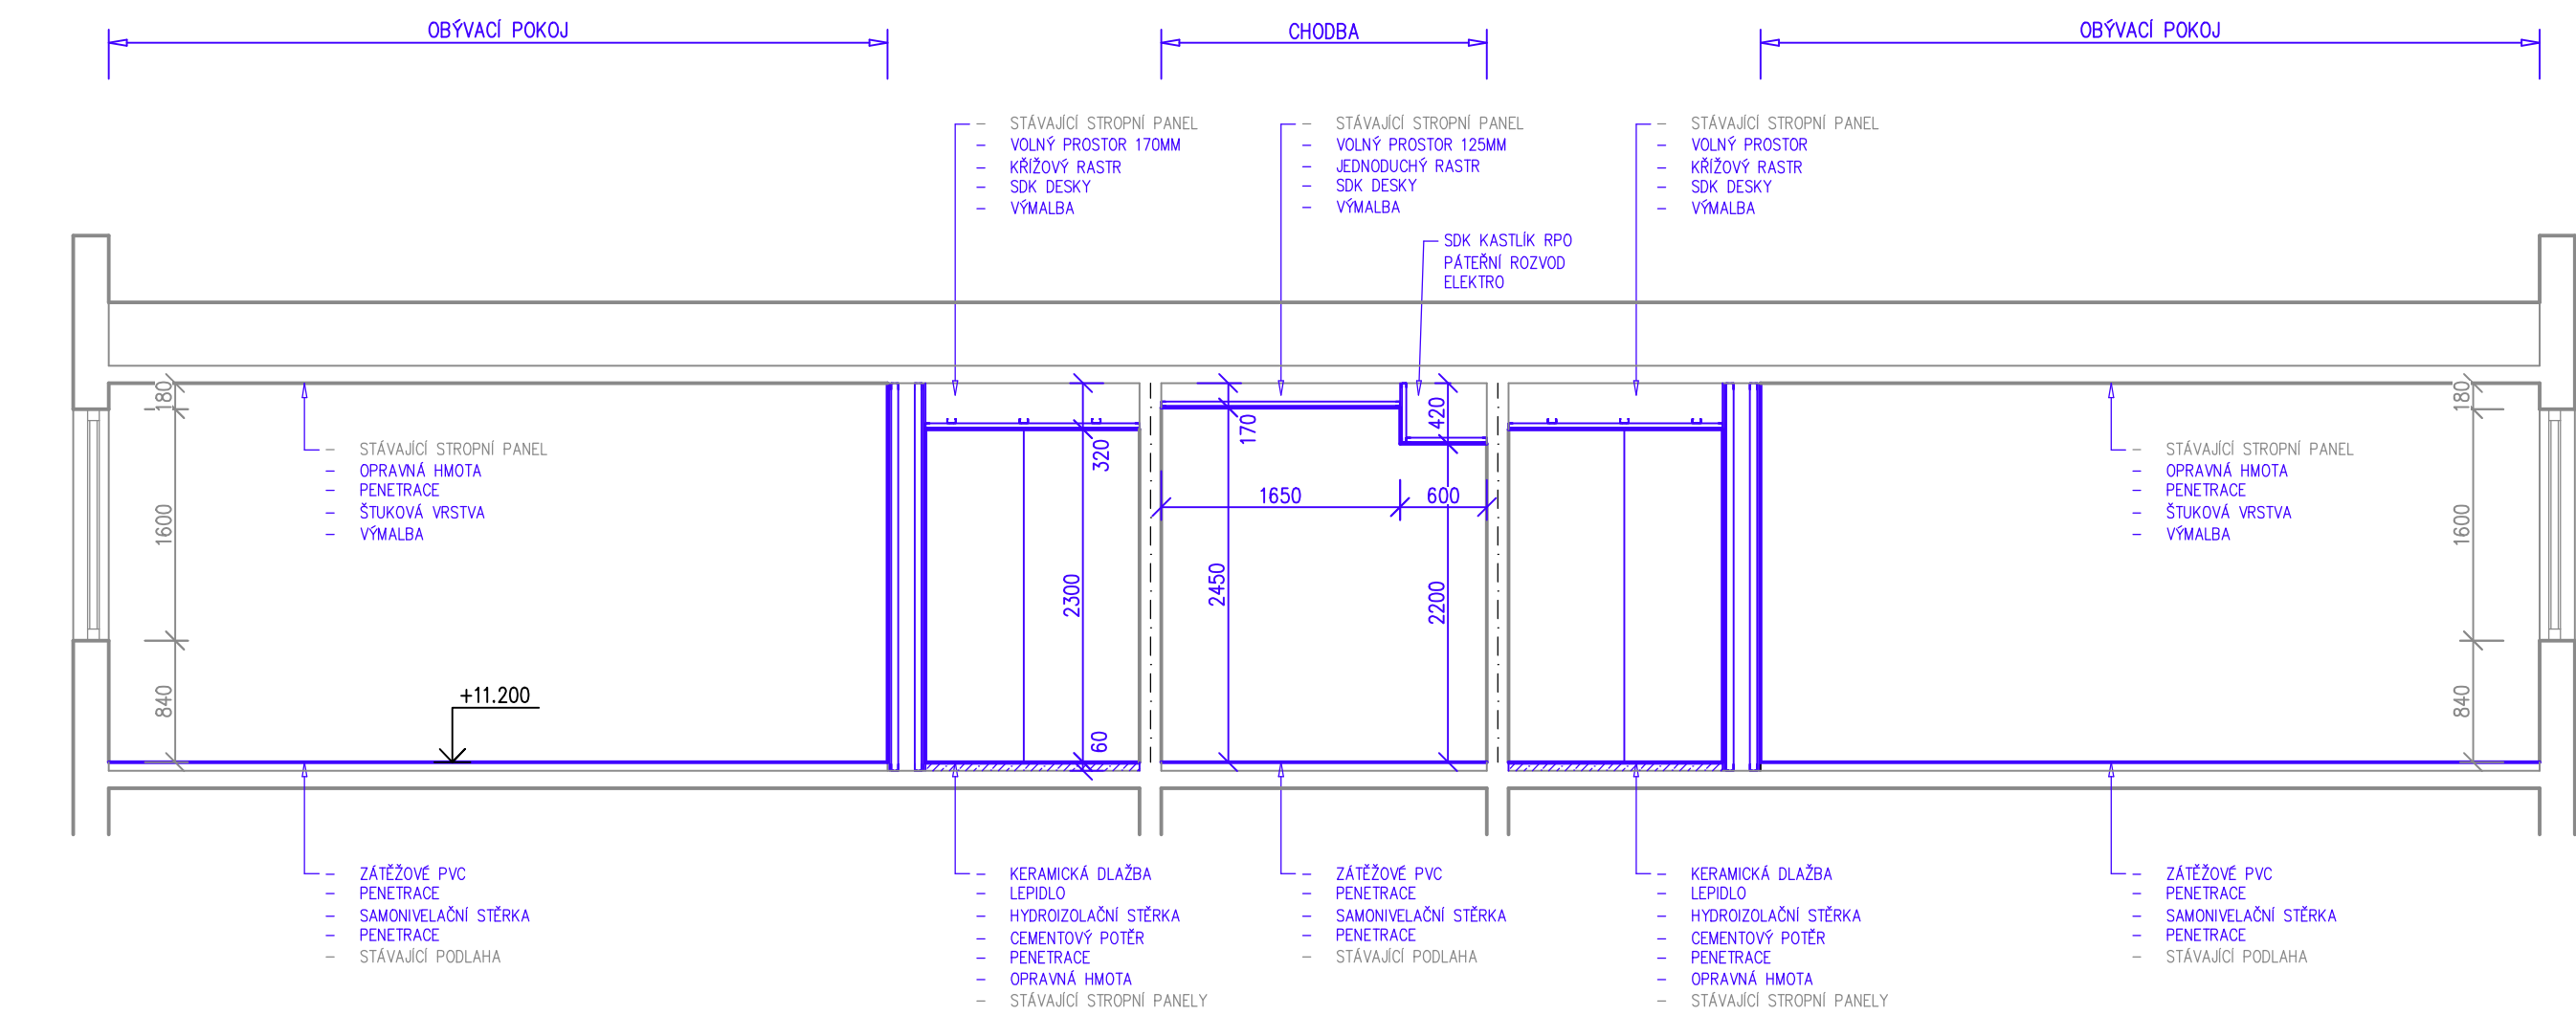 OBÝVACÍ POKOJ
CHODBA
OBÝVACÍ POKOJ
- STÁVAJÍCÍ STROPNÍ PANEL
- VOLNÝ PROSTOR 170MM
- KŘÍŽOVÝ RASTR
- SDK DESKY
- VÝMALBA
- STÁVAJÍCÍ STROPNÍ PANEL
- VOLNÝ PROSTOR 125MM
- JEDNODUCHÝ RASTR
- SDK DESKY
- VÝMALBA
- STÁVAJÍCÍ STROPNÍ PANEL
- VOLNÝ PROSTOR
- KŘÍŽOVÝ RASTR
- SDK DESKY
- VÝMALBA
SDK KASTLÍK RPO
PÁTEŘNÍ ROZVOD
ELEKTRO
180
1600
840
- STÁVAJÍCÍ STROPNÍ PANEL
- OPRAVNÁ HMOTA
- PENETRACE
- ŠTUKOVÁ VRSTVA
- VÝMALBA
+11.200
320
2300
60
170
2450
1650
600
420
2200
- STÁVAJÍCÍ STROPNÍ PANEL
- OPRAVNÁ HMOTA
- PENETRACE
- ŠTUKOVÁ VRSTVA
- VÝMALBA
180
1600
840
- ZÁTĚŽOVÉ PVC
- PENETRACE
- SAMONIVELAČNÍ STĚRKA
- PENETRACE
- STÁVAJÍCÍ PODLAHA
- KERAMICKÁ DLAŽBA
- LEPIDLO
- HYDROIZOLAČNÍ STĚRKA
- CEMENTOVÝ POTĚR
- PENETRACE
- OPRAVNÁ HMOTA
- STÁVAJÍCÍ STROPNÍ PANELY
- ZÁTĚŽOVÉ PVC
- PENETRACE
- SAMONIVELAČNÍ STĚRKA
- PENETRACE
- STÁVAJÍCÍ PODLAHA
- KERAMICKÁ DLAŽBA
- LEPIDLO
- HYDROIZOLAČNÍ STĚRKA
- CEMENTOVÝ POTĚR
- PENETRACE
- OPRAVNÁ HMOTA
- STÁVAJÍCÍ STROPNÍ PANELY
- ZÁTĚŽOVÉ PVC
- PENETRACE
- SAMONIVELAČNÍ STĚRKA
- PENETRACE
- STÁVAJÍCÍ PODLAHA